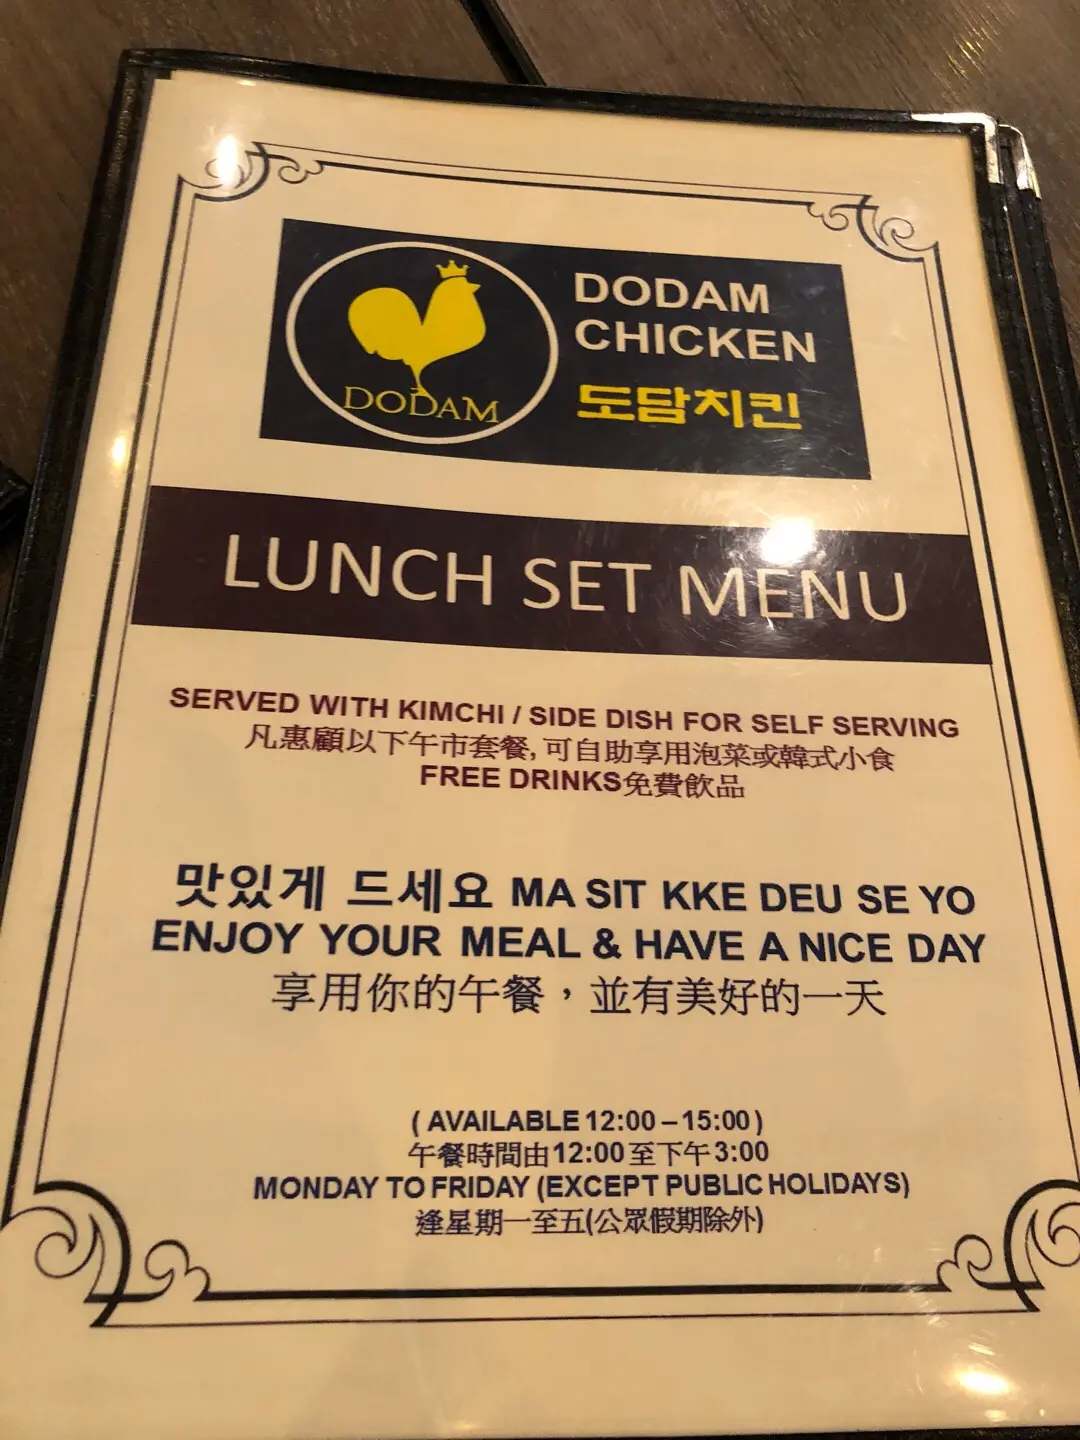 DODAM
DODAM
CHICKEN
도담치킨
LUNCH SET MENU
SERVED WITH KIMCHI / SIDE DISH FOR SELF SERVING
凡惠顧以下午市套餐, 可自助享用泡菜或韓式小食
FREE DRINKS免費飲品
맛있게 드세요 MA SIT KKE DEU SE YO
ENJOY YOUR MEAL & HAVE A NICE DAY
享用你的午餐，並有美好的一天
( AVAILABLE 12:00 – 15:00 )
午餐時間由12:00 至下午 3:00
MONDAY TO FRIDAY (EXCEPT PUBLIC HOLIDAYS)
逢星期一至五(公眾假期除外)